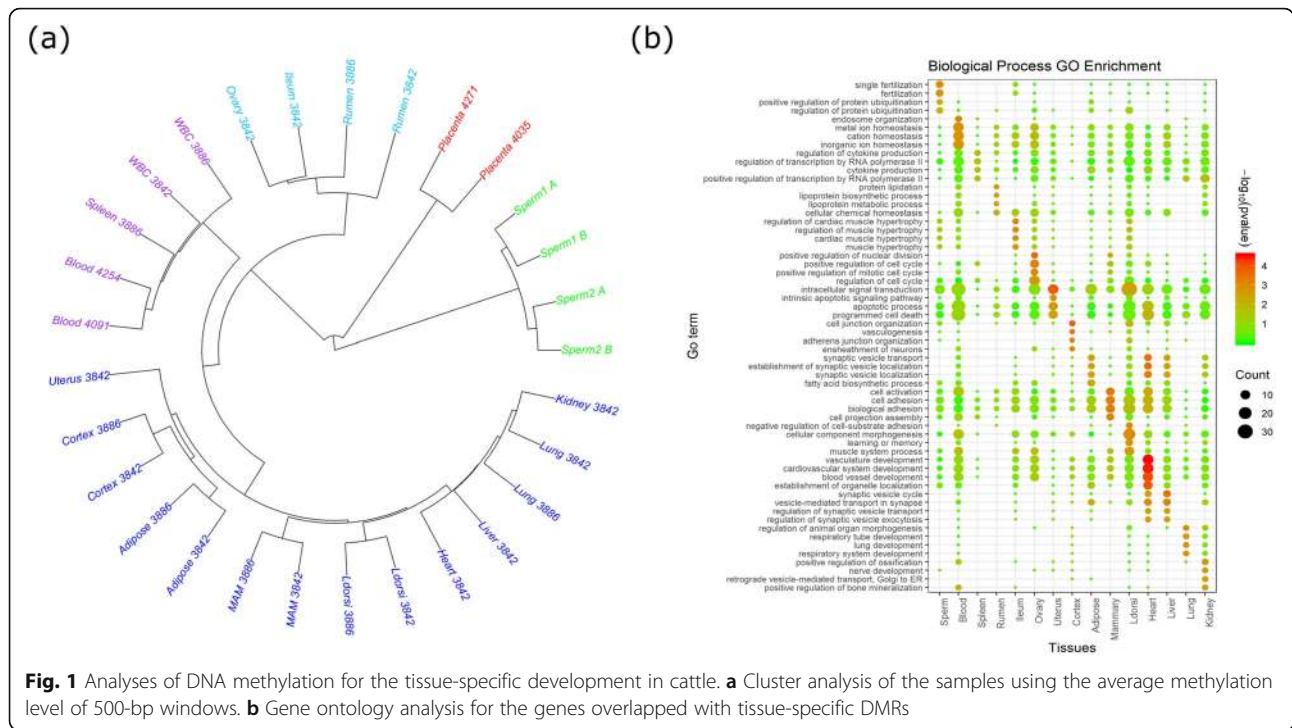 (a)
WBC 3886
WBC 3842
Spleen 3886
Blood 4254
Blood 4091
Ovary 3842
Ileum 3842
Rumen 3886
Rumen 3842
Placenta 4271
Placenta 4035
Sperm1 A
Sperm1 B
Sperm2 A
Sperm2 B
Uterus 3842
Cortex 3886
Cortex 3842
Adipose 3886
Adipose 3842
MAM 3886
MAM 3842
Ldorsi 3886
Ldorsi 3842
Heart 3842
Liver 3842
Lung 3886
Lung 3842
Kidney 3842
(b)
Biological Process GO Enrichment
Go term
single fertilization
fertilization
positive regulation of protein ubiquitination
regulation of protein ubiquitination
endosome organization
metal ion homeostasis
cation homeostasis
inorganic ion homeostasis
regulation of cytokine production
regulation of transcription by RNA polymerase II
cytokine production
positive regulation of transcription by RNA polymerase II
protein lipidation
lipoprotein biosynthetic process
lipoprotein metabolic process
cellular chemical homeostasis
regulation of cardiac muscle hypertrophy
regulation of muscle hypertrophy
cardiac muscle hypertrophy
muscle hypertrophy
positive regulation of nuclear division
positive regulation of cell cycle
positive regulation of mitotic cell cycle
regulation of cell cycle
intracellular signal transduction
intrinsic apoptotic signaling pathway
apoptotic process
programmed cell death
cell junction organization
vasculogenesis
adherens junction organization
ensheathment of neurons
synaptic vesicle transport
establishment of synaptic vesicle localization
synaptic vesicle localization
fatty acid biosynthetic process
cell activation
cell adhesion
biological adhesion
cell projection assembly
negative regulation of cell-substrate adhesion
cellular component morphogenesis
learning or memory
muscle system process
vasculature development
cardiovascular system development
blood vessel development
establishment of organelle localization
synaptic vesicle cycle
vesicle-mediated transport in synapse
regulation of synaptic vesicle transport
regulation of synaptic vesicle exocytosis
regulation of animal organ morphogenesis
respiratory tube development
lung development
respiratory system development
positive regulation of ossification
nerve development
retrograde vesicle-mediated transport, Golgi to ER
positive regulation of bone mineralization
Sperm
Blood
Spleen
Rumen
Ileum
Ovary
Uterus
Cortex
Adipose
Mammary
Ldorsi
Heart
Liver
Lung
Kidney
Tissues
−log10(pvalue)
4
3
2
1
Count
10
20
30
Fig. 1 Analyses of DNA methylation for the tissue-specific development in cattle. a Cluster analysis of the samples using the average methylation
level of 500-bp windows. b Gene ontology analysis for the genes overlapped with tissue-specific DMRs